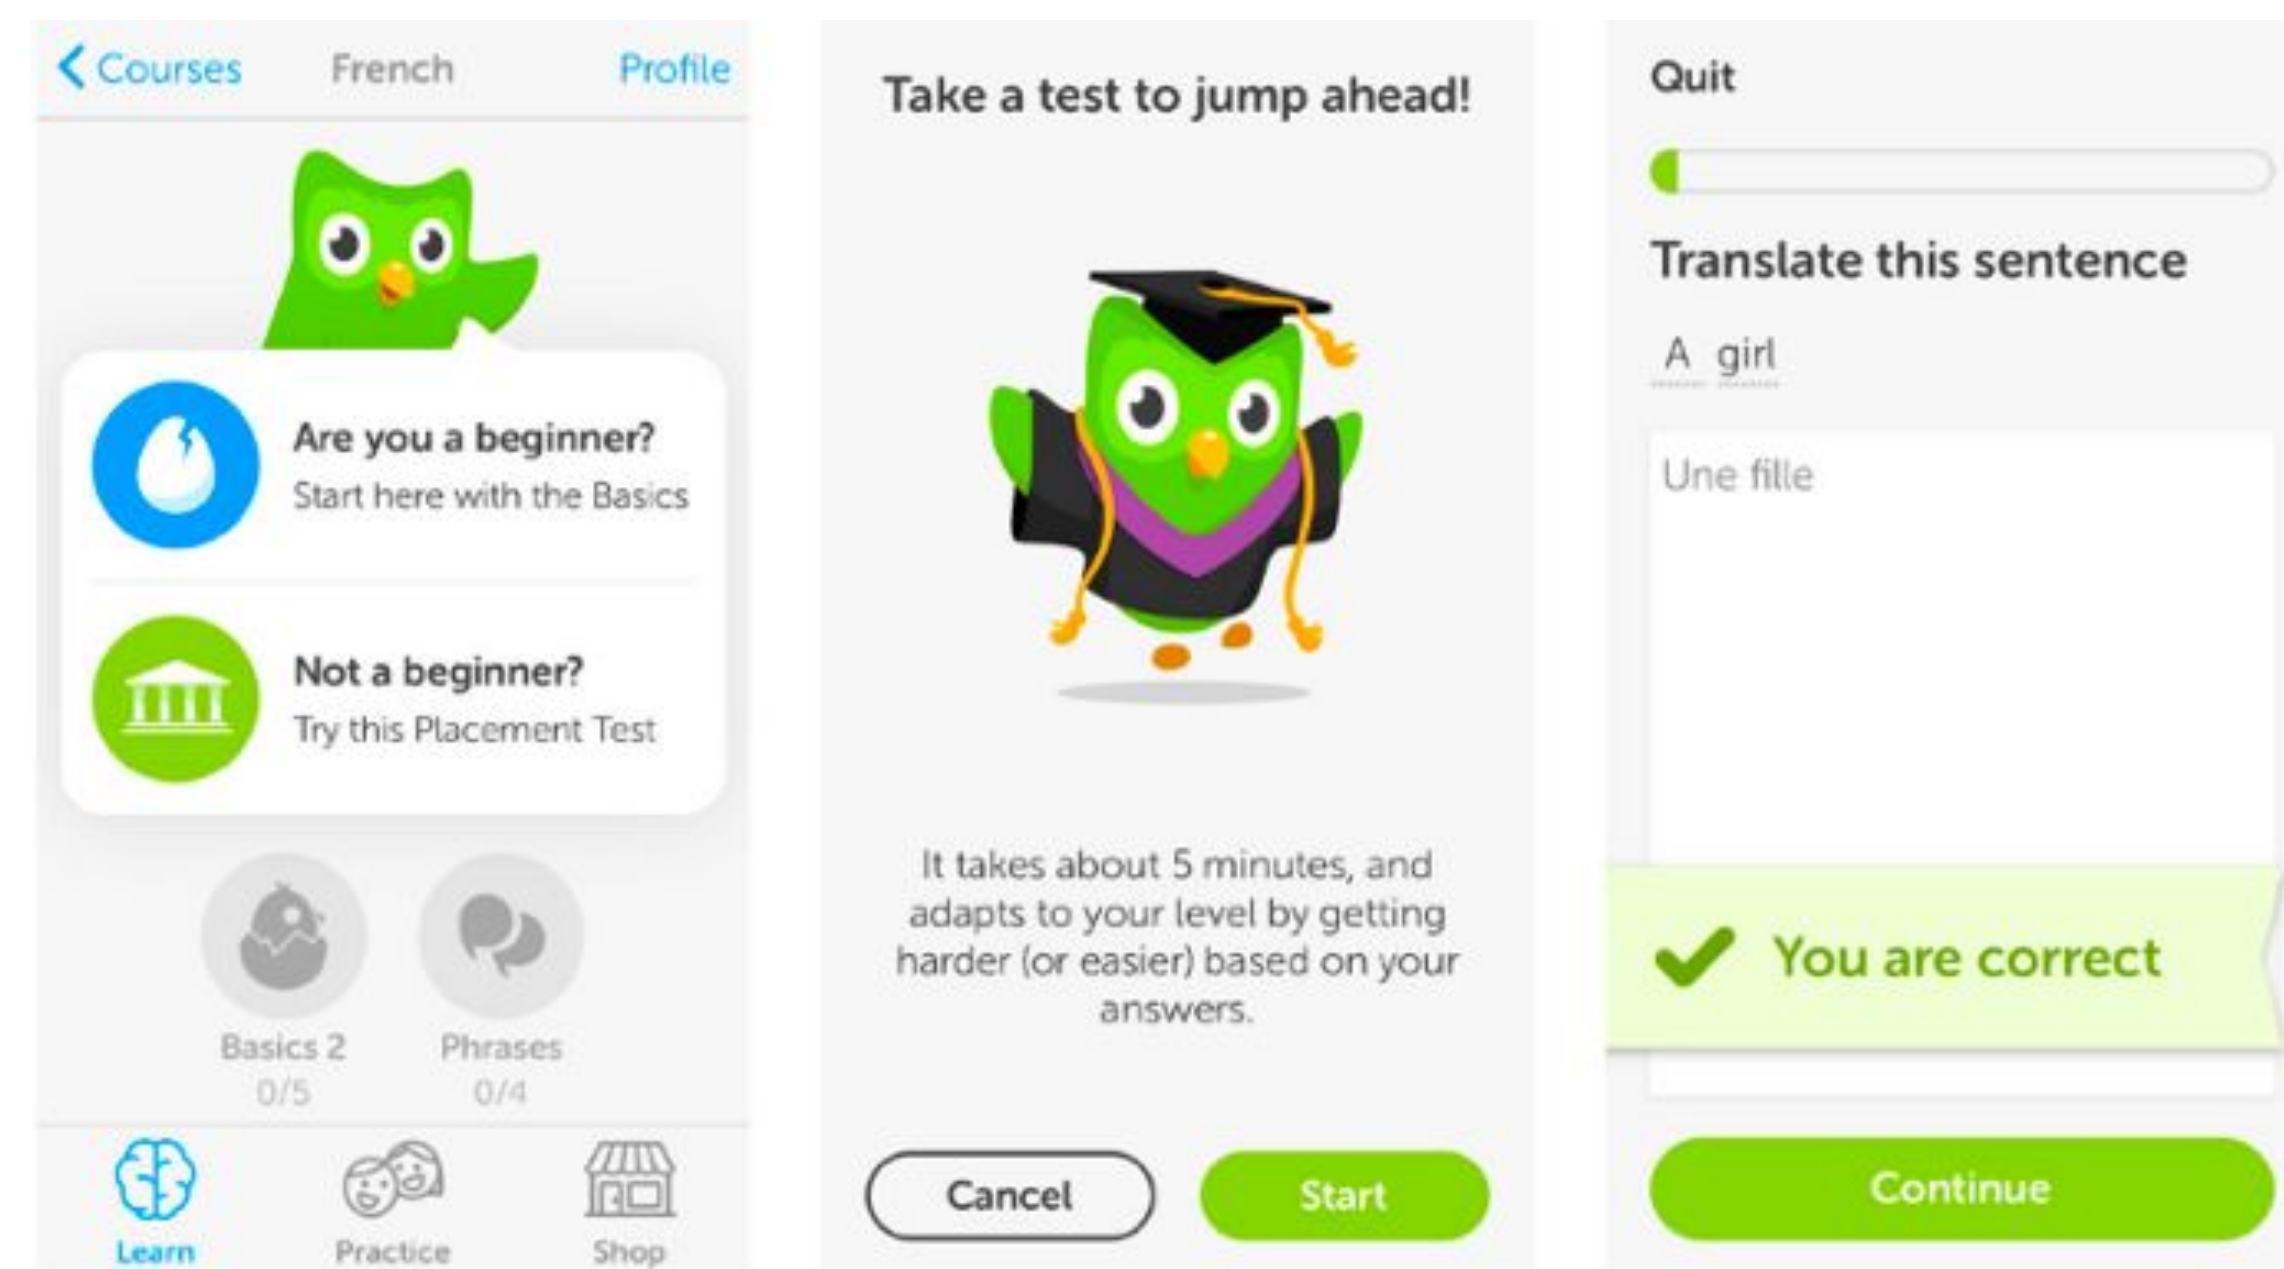 Courses French Profile
Are you a beginner?
Start here with the Basics
Not a beginner?
Try this Placement Test
Basics 2 Phrases
0/5 0/4
Learn Practice Shop
Take a test to jump ahead!
It takes about 5 minutes, and
adapts to your level by getting
harder (or easier) based on your
answers.
Cancel Start
Quit
Translate this sentence
A girl
Une fille
You are correct
Continue